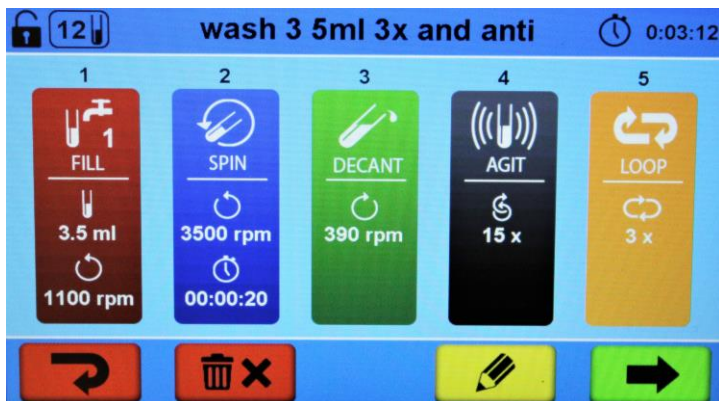 12
wash 3 5ml 3x and anti
0:03:12
1
2
3
4
5
1
FILL
3.5 ml
1100 rpm
SPIN
3500 rpm
00:00:20
DECANT
390 rpm
AGIT
15 x
LOOP
3 x